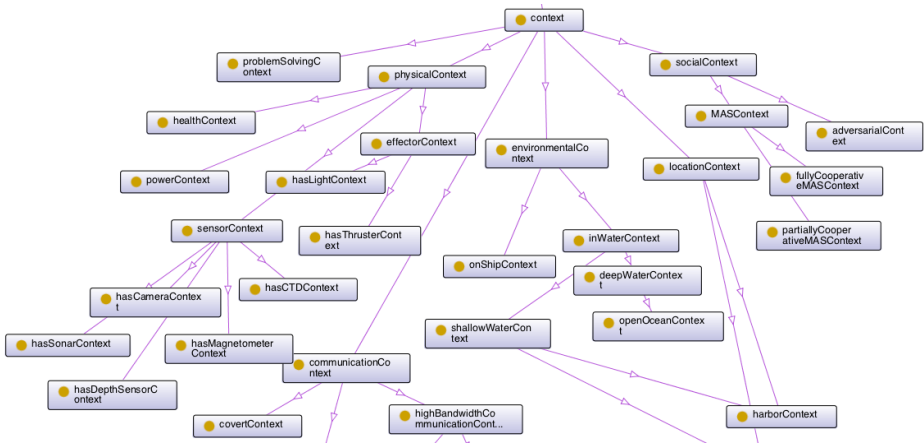 context
problemSolvingC
ontext
physicalContext
socialContext
healthContext
MASContext
adversarialCont
ext
effectorContext
environmentalCo
ntext
locationContext
powerContext
hasLightContext
fullyCooperativ
eMASContext
sensorContext
hasThrusterCont
ext
inWaterContext
partiallyCooper
ativeMASContext
onShipContext
deepWaterContex
t
hasCTDContext
hasCameraContex
t
openOceanContex
t
shallowWaterCon
text
hasSonarContext
hasMagnetometer
Context
communicationCo
ntext
hasDepthSensorC
ontext
covertContext
highBandwidthCo
mmunicationCont...
harborContext